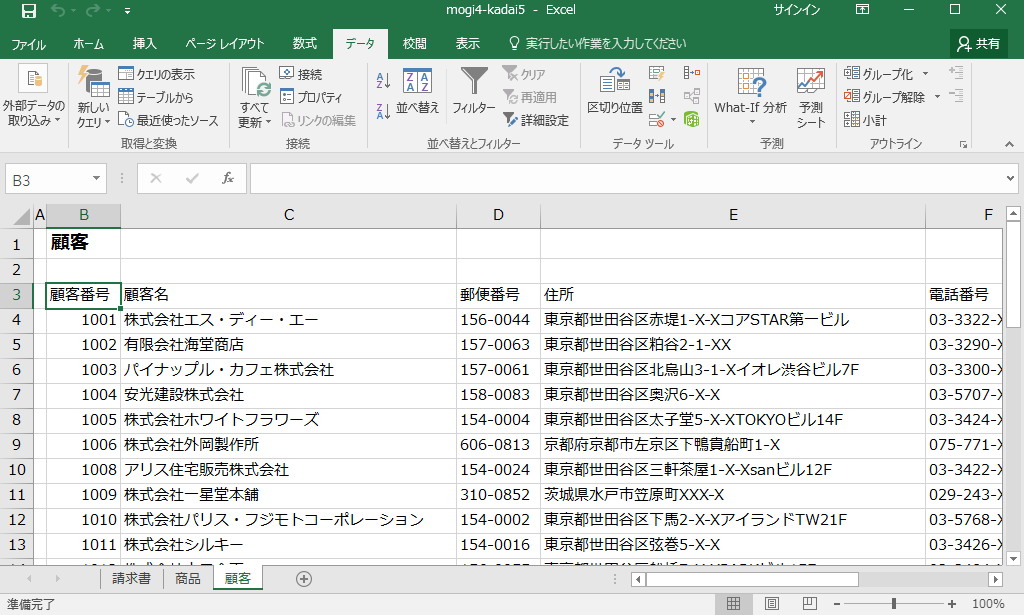 mogi4-kadai5 - Excel
サインイン
ファイル ホーム 挿入 ページ レイアウト 数式 データ 校閲 表示 実行したい作業を入力してください 共有
外部データの取り込み
新しいクエリ
クエリの表示
テーブルから
最近使ったソース
取得と変換
すべて更新
接続
プロパティ
リンクの編集
接続
並べ替え
フィルター
クリア
再適用
詳細設定
並べ替えとフィルター
区切り位置
データ ツール
What-If 分析
予測シート
予測
グループ化
グループ解除
小計
アウトライン
B3
fx
A B C D E F
1 顧客
2
3 顧客番号 顧客名 郵便番号 住所 電話番号
4 1001 株式会社エス・ディー・エー 156-0044 東京都世田谷区赤堤1-X-XコアSTAR第一ビル 03-3322-X
5 1002 有限会社海堂商店 157-0063 東京都世田谷区粕谷2-1-XX 03-3290-X
6 1003 パイナップル・カフェ株式会社 157-0061 東京都世田谷区北烏山3-1-Xイオレ渋谷ビル7F 03-3300-X
7 1004 安光建設株式会社 158-0083 東京都世田谷区奥沢6-X-X 03-5707-X
8 1005 株式会社ホワイトフラワーズ 154-0004 東京都世田谷区太子堂5-X-XTOKYOビル14F 03-3424-X
9 1006 株式会社外岡製作所 606-0813 京都府京都市左京区下鴨貴船町1-X 075-771-X
10 1008 アリス住宅販売株式会社 154-0024 東京都世田谷区三軒茶屋1-X-Xsanビル12F 03-3422-X
11 1009 株式会社一星堂本舗 310-0852 茨城県水戸市笠原町XXX-X 029-243-X
12 1010 株式会社パリス・フジモトコーポレーション 154-0002 東京都世田谷区下馬2-X-XアイランドTW21F 03-5768-X
13 1011 株式会社シルキー 154-0016 東京都世田谷区弦巻5-X-X 03-3426-X
請求書 商品 顧客
準備完了
100%